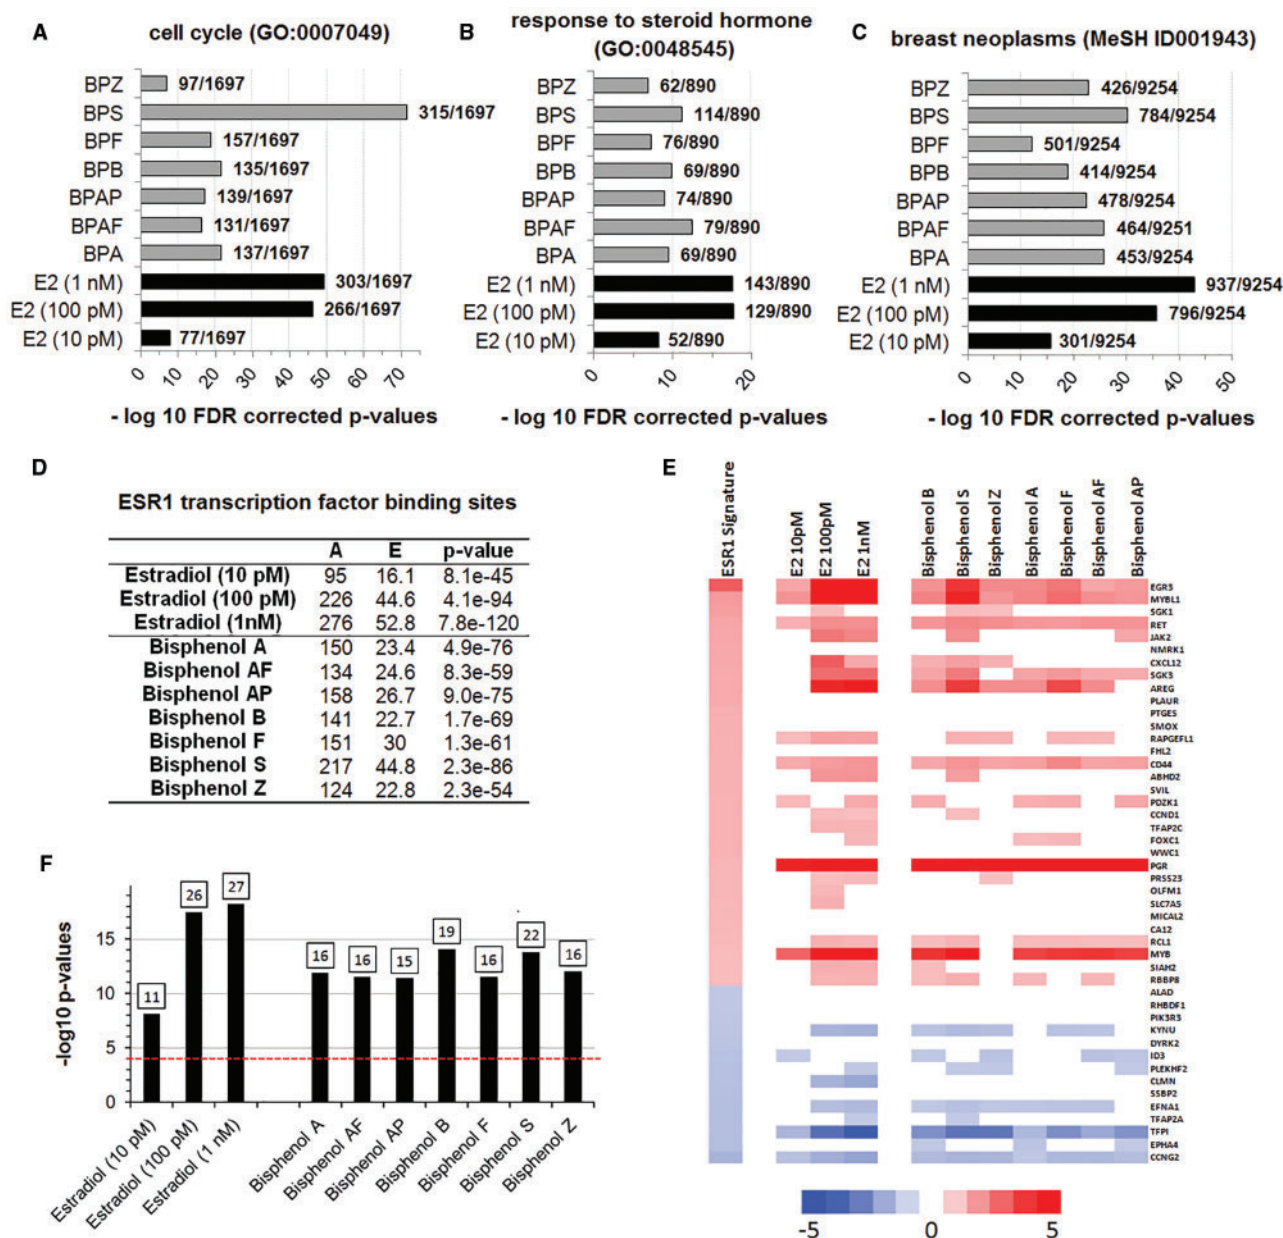 A
cell cycle (GO:0007049)
BPZ 97/1697
BPS 315/1697
BPF 157/1697
BPB 135/1697
BPAP 139/1697
BPAF 131/1697
BPA 137/1697
E2 (1 nM) 303/1697
E2 (100 pM) 266/1697
E2 (10 pM) 77/1697
0 10 20 30 40 50 60 70
- log 10 FDR corrected p-values
B
response to steroid hormone
(GO:0048545)
BPZ 62/890
BPS 114/890
BPF 76/890
BPB 69/890
BPAP 74/890
BPAF 79/890
BPA 69/890
E2 (1 nM) 143/890
E2 (100 pM) 129/890
E2 (10 pM) 52/890
0 10 20
- log 10 FDR corrected p-values
C
breast neoplasms (MeSH ID001943)
BPZ 426/9254
BPS 784/9254
BPF 501/9254
BPB 414/9254
BPAP 478/9254
BPAF 464/9251
BPA 453/9254
E2 (1 nM) 937/9254
E2 (100 pM) 796/9254
E2 (10 pM) 301/9254
0 10 20 30 40 50
- log 10 FDR corrected p-values
D
ESR1 transcription factor binding sites
A E p-value
Estradiol (10 pM) 95 16.1 8.1e-45
Estradiol (100 pM) 226 44.6 4.1e-94
Estradiol (1nM) 276 52.8 7.8e-120
Bisphenol A 150 23.4 4.9e-76
Bisphenol AF 134 24.6 8.3e-59
Bisphenol AP 158 26.7 9.0e-75
Bisphenol B 141 22.7 1.7e-69
Bisphenol F 151 30 1.3e-61
Bisphenol S 217 44.8 2.3e-86
Bisphenol Z 124 22.8 2.3e-54
E
ESR1 Signature
E2 10pM
E2 100pM
E2 1nM
Bisphenol B
Bisphenol S
Bisphenol Z
Bisphenol A
Bisphenol F
Bisphenol AF
Bisphenol AP
EGR3
MYBL1
SGK1
RET
JAK2
NMRK1
CXCL12
SGK3
AREG
PLAUR
PTGES
SMOX
RAPGEFL1
FHL2
CD44
ABHD2
SVIL
PDZK1
CCND1
TFAP2C
FOXC1
WWC1
PGR
PRSS23
OLFM1
SLC7A5
MICAL2
CA12
RCL1
MYB
SIAH2
RBBP8
ALAD
RHBDF1
PIK3R3
KYNU
DYRK2
ID3
PLEKHF2
CLMN
SSBP2
EFNA1
TFAP2A
TFPI
EPHA4
CCNG2
-5 0 5
F
-log10 p-values
15
10
5
0
11 26 27 16 16 15 19 16 22 16
Estradiol (10 pM)
Estradiol (100 pM)
Estradiol (1 nM)
Bisphenol A
Bisphenol AF
Bisphenol AP
Bisphenol B
Bisphenol F
Bisphenol S
Bisphenol Z